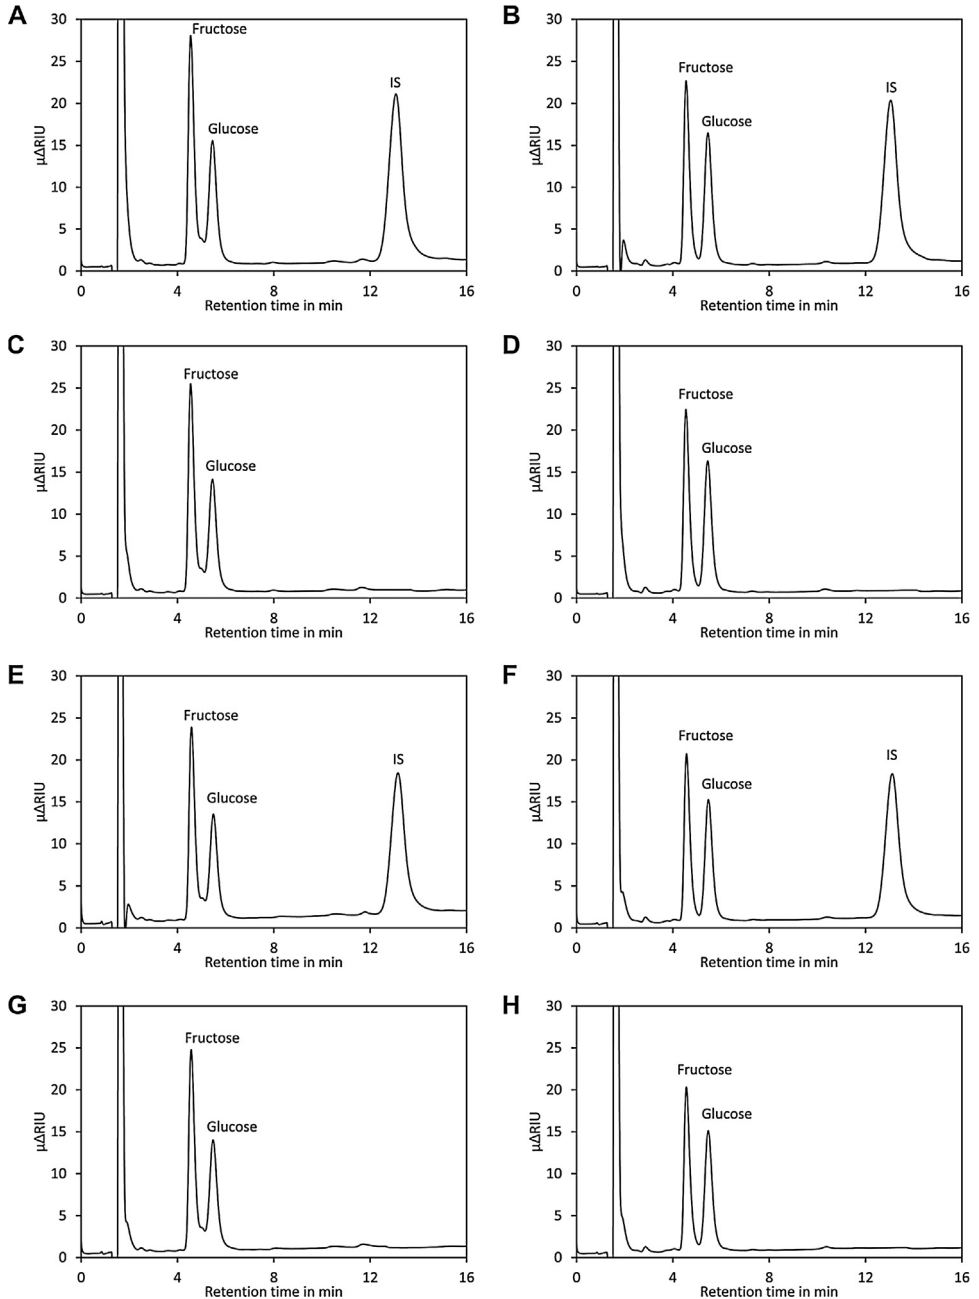 A
30
25
20
15
10
5
0
µΔRIU
Fructose
Glucose
IS
0 4 8 12 16
Retention time in min
B
30
25
20
15
10
5
0
µΔRIU
Fructose
Glucose
IS
0 4 8 12 16
Retention time in min
C
30
25
20
15
10
5
0
µΔRIU
Fructose
Glucose
0 4 8 12 16
Retention time in min
D
30
25
20
15
10
5
0
µΔRIU
Fructose
Glucose
0 4 8 12 16
Retention time in min
E
30
25
20
15
10
5
0
µΔRIU
Fructose
Glucose
IS
0 4 8 12 16
Retention time in min
F
30
25
20
15
10
5
0
µΔRIU
Fructose
Glucose
IS
0 4 8 12 16
Retention time in min
G
30
25
20
15
10
5
0
µΔRIU
Fructose
Glucose
0 4 8 12 16
Retention time in min
H
30
25
20
15
10
5
0
µΔRIU
Fructose
Glucose
0 4 8 12 16
Retention time in min